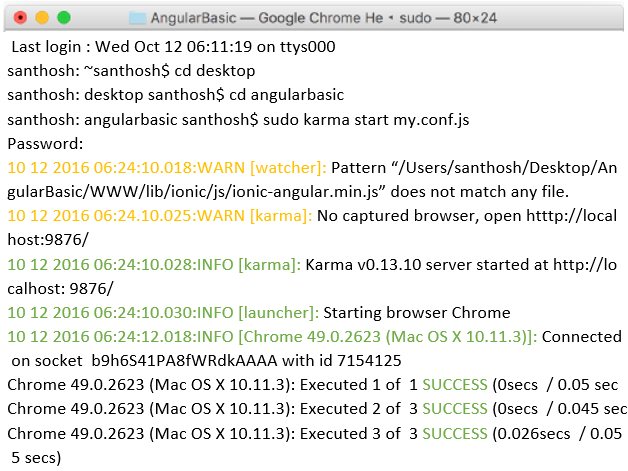 AngularBasic — Google Chrome He • sudo — 80×24
Last login : Wed Oct 12 06:11:19 on ttys000
santhosh: ~santhosh$ cd desktop
santhosh: desktop santhosh$ cd angularbasic
santhosh: angularbasic santhosh$ sudo karma start my.conf.js
Password:
10 12 2016 06:24:10.018:WARN [watcher]: Pattern “/Users/santhosh/Desktop/An
gularBasic/WWW/lib/ionic/js/ionic-angular.min.js” does not match any file.
10 12 2016 06:24.10.025:WARN [karma]: No captured browser, open htttp://local
host:9876/
10 12 2016 06:24:10.028:INFO [karma]: Karma v0.13.10 server started at http://lo
calhost: 9876/
10 12 2016 06:24:10.030:INFO [launcher]: Starting browser Chrome
10 12 2016 06:24:12.018:INFO [Chrome 49.0.2623 (Mac OS X 10.11.3)]: Connected
on socket  b9h6S41PA8fWRdkAAAA with id 7154125
Chrome 49.0.2623 (Mac OS X 10.11.3): Executed 1 of  1 SUCCESS (0secs  / 0.05 sec
Chrome 49.0.2623 (Mac OS X 10.11.3): Executed 2 of  3 SUCCESS (0secs  / 0.045 sec
Chrome 49.0.2623 (Mac OS X 10.11.3): Executed 3 of  3 SUCCESS (0.026secs  / 0.05
5 secs)